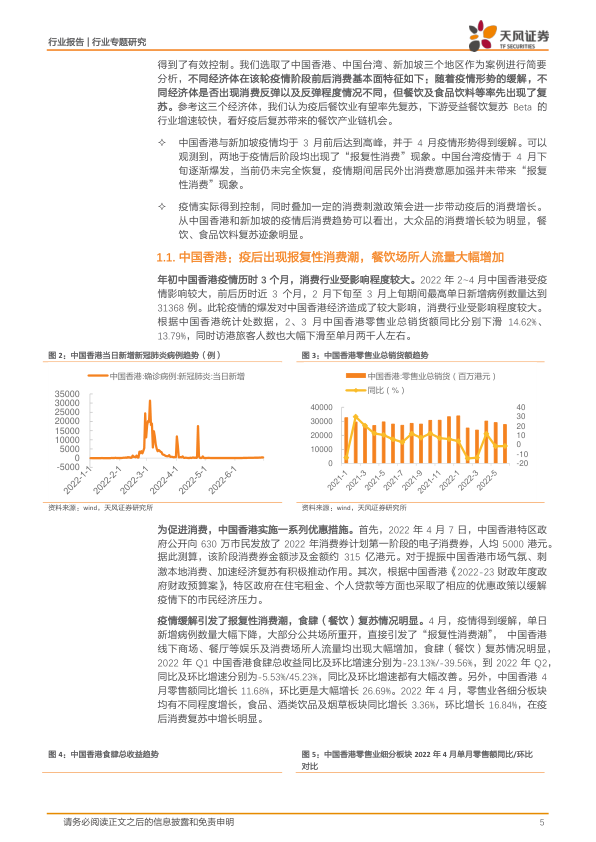 行业报告 | 行业专题研究
天风证券
TF SECURITIES
得到了有效控制。我们选取了中国香港、中国台湾、新加坡三个地区作为案例进行简要
分析，不同经济体在该轮疫情阶段前后消费基本面特征如下：随着疫情形势的缓解，不
同经济体是否出现消费反弹以及反弹程度情况不同，但餐饮及食品饮料等率先出现了复
苏。参考这三个经济体，我们认为疫后餐饮业有望率先复苏，下游受益餐饮复苏 Beta 的
行业增速较快，看好疫后复苏带来的餐饮产业链机会。
✧ 中国香港与新加坡疫情均于 3 月前后达到高峰，并于 4 月疫情形势得到缓解。可以
观测到，两地于疫情后阶段均出现了“报复性消费”现象。中国台湾疫情于 4 月下
旬逐渐爆发，当前仍未完全恢复，疫情期间居民外出消费意愿加强并未带来“报复
性消费”现象。
✧ 疫情实际得到控制，同时叠加一定的消费刺激政策会进一步带动疫后的消费增长。
从中国香港和新加坡的疫情后消费趋势可以看出，大众品的消费增长较为明显，餐
饮、食品饮料复苏迹象明显。
1.1. 中国香港：疫后出现报复性消费潮，餐饮场所人流量大幅增加
年初中国香港疫情历时 3 个月，消费行业受影响程度较大。2022 年 2~4 月中国香港受疫
情影响较大，前后历时近 3 个月，2 月下旬至 3 月上旬期间最高单日新增病例数量达到
31368 例。此轮疫情的爆发对中国香港经济造成了较大影响，消费行业受影响程度较大。
根据中国香港统计处数据，2、3 月中国香港零售业总销货额同比分别下滑 14.62%、
13.79%，同时访港旅客人数也大幅下滑至单月两千人左右。
图 2：中国香港当日新增新冠肺炎病例趋势（例）
图 3：中国香港零售业总销货额趋势
中国香港:确诊病例:新冠肺炎:当日新增
35000
30000
25000
20000
15000
10000
5000
0
-5000
2022-1-1
2022-2-1
2022-3-1
2022-4-1
2022-5-1
2022-6-1
中国香港:零售业总销货（百万港元）
同比（%）
40000
30000
20000
10000
0
40
30
20
10
0
-10
-20
2021-1
2021-3
2021-5
2021-7
2021-9
2021-11
2022-1
2022-3
2022-5
资料来源：wind，天风证券研究所
资料来源：wind，天风证券研究所
为促进消费，中国香港实施一系列优惠措施。首先，2022 年 4 月 7 日，中国香港特区政
府公开向 630 万市民发放了 2022 年消费券计划第一阶段的电子消费券，人均 5000 港元。
据此测算，该阶段消费券金额涉及金额约 315 亿港元。对于提振中国香港市场气氛、刺
激本地消费、加速经济复苏有积极推动作用。其次，根据中国香港《2022-23 财政年度政
府财政预算案》，特区政府在住宅租金、个人贷款等方面也采取了相应的优惠政策以缓解
疫情下的市民经济压力。
疫情缓解引发了报复性消费潮，食肆（餐饮）复苏情况明显。4 月，疫情得到缓解，单日
新增病例数量大幅下降，大部分公共场所重开，直接引发了“报复性消费潮”， 中国香港
线下商场、餐厅等娱乐及消费场所人流量均出现大幅增加，食肆（餐饮）复苏情况明显，
2022 年 Q1 中国香港食肆总收益同比及环比增速分别为-23.13%/-39.56%，到 2022 年 Q2，
同比及环比增速分别为-5.53%/45.23%，同比及环比增速都有大幅改善。另外，中国香港 4
月零售额同比增长 11.68%，环比更是大幅增长 26.69%。2022 年 4 月，零售业各细分板块
均有不同程度增长，食品、酒类饮品及烟草板块同比增长 3.36%，环比增长 16.84%，在疫
后消费复苏中增长明显。
图 4：中国香港食肆总收益趋势
图 5：中国香港零售业细分板块 2022 年 4 月单月零售额同比/环比
对比
请务必阅读正文之后的信息披露和免责申明
5